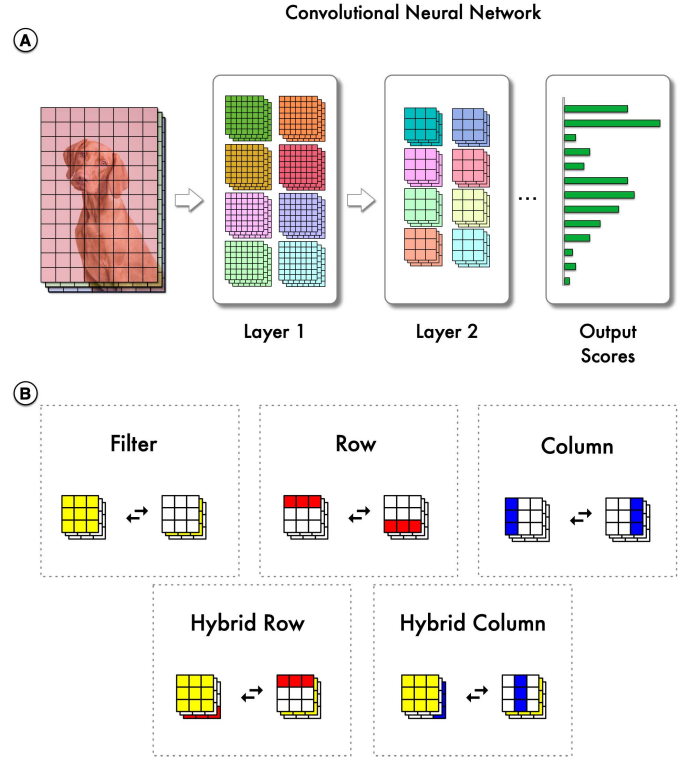 Convolutional Neural Network
A
Layer 1
Layer 2
...
Output
Scores
B
Filter
Row
Column
Hybrid Row
Hybrid Column